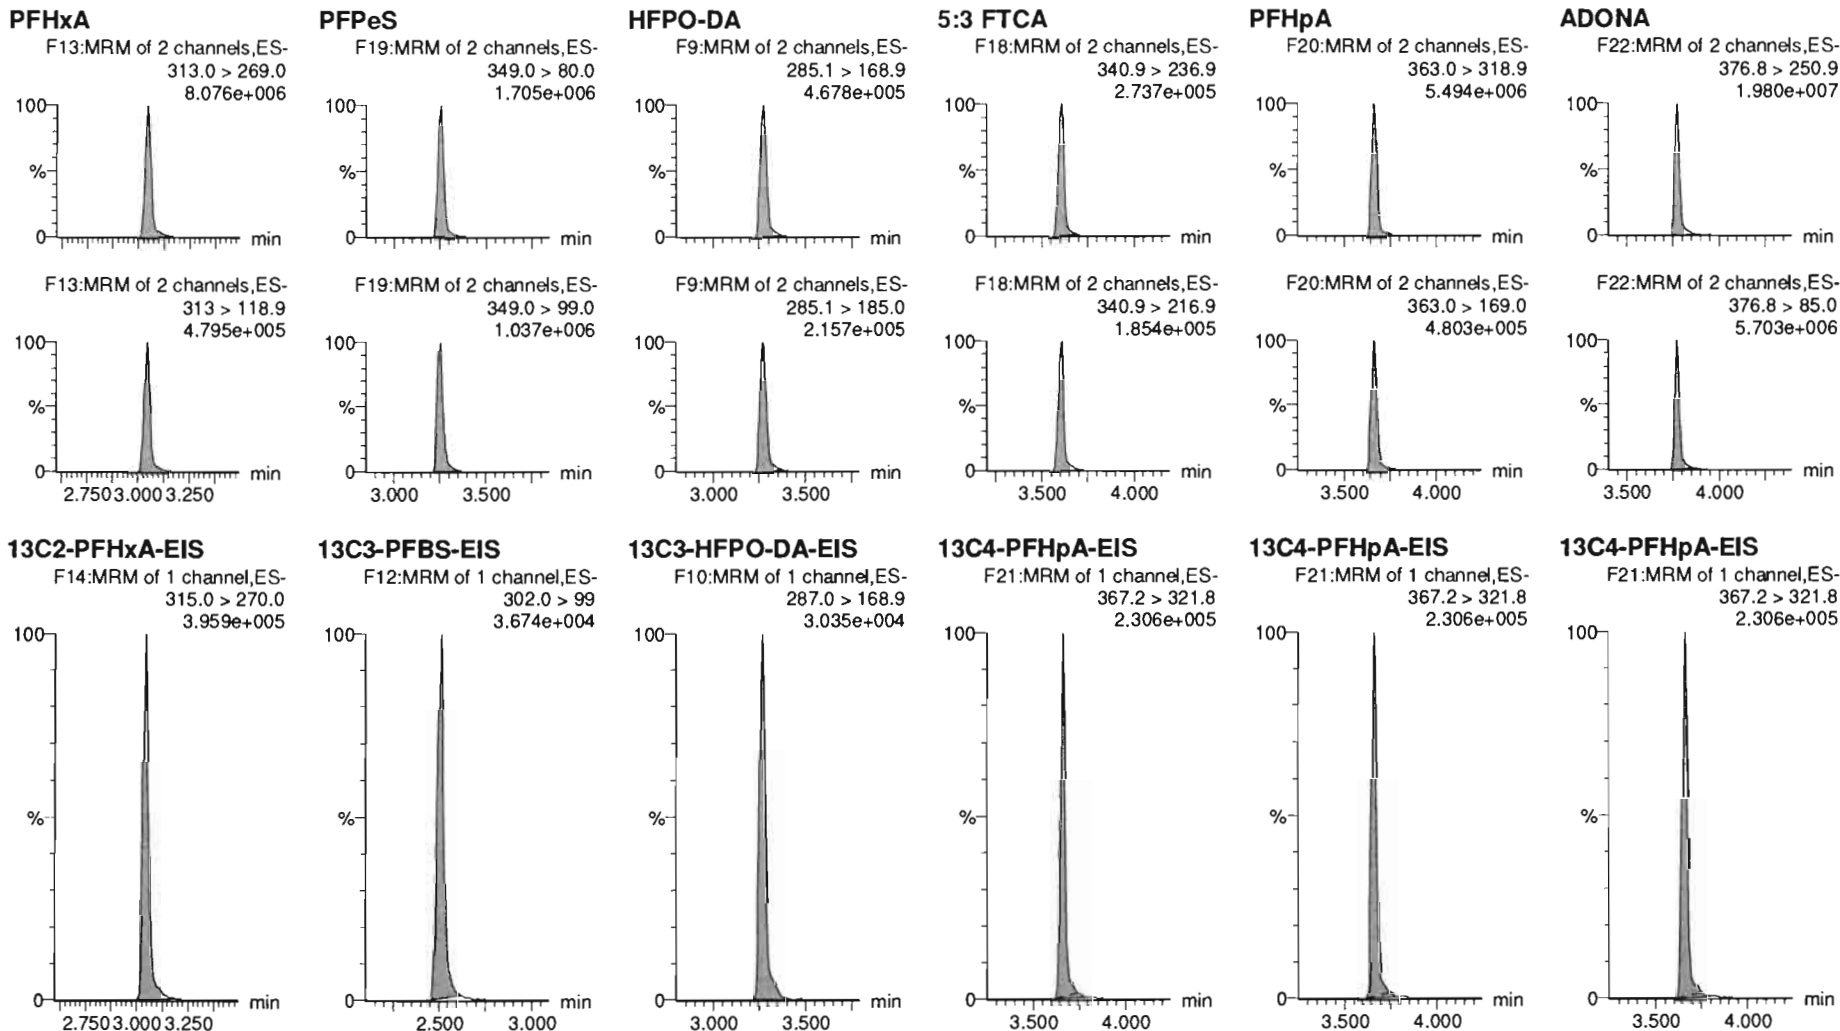 PFHxA
F13:MRM of 2 channels,ES-
313.0 > 269.0
8.076e+006
100
%
0
min
F13:MRM of 2 channels,ES-
313 > 118.9
4.795e+005
100
%
0
min
2.750 3.000 3.250
13C2-PFHxA-EIS
F14:MRM of 1 channel,ES-
315.0 > 270.0
3.959e+005
100
%
0
min
2.750 3.000 3.250
PFPeS
F19:MRM of 2 channels,ES-
349.0 > 80.0
1.705e+006
100
%
0
min
F19:MRM of 2 channels,ES-
349.0 > 99.0
1.037e+006
100
%
0
min
3.000 3.500
13C3-PFBS-EIS
F12:MRM of 1 channel,ES-
302.0 > 99
3.674e+004
100
%
0
min
2.500 3.000
HFPO-DA
F9:MRM of 2 channels,ES-
285.1 > 168.9
4.678e+005
100
%
0
min
F9:MRM of 2 channels,ES-
285.1 > 185.0
2.157e+005
100
%
0
min
3.000 3.500
13C3-HFPO-DA-EIS
F10:MRM of 1 channel,ES-
287.0 > 168.9
3.035e+004
100
%
0
min
3.000 3.500
5:3 FTCA
F18:MRM of 2 channels,ES-
340.9 > 236.9
2.737e+005
100
%
0
min
F18:MRM of 2 channels,ES-
340.9 > 216.9
1.854e+005
100
%
0
min
3.500 4.000
13C4-PFHpA-EIS
F21:MRM of 1 channel,ES-
367.2 > 321.8
2.306e+005
100
%
0
min
3.500 4.000
PFHpA
F20:MRM of 2 channels,ES-
363.0 > 318.9
5.494e+006
100
%
0
min
F20:MRM of 2 channels,ES-
363.0 > 169.0
4.803e+005
100
%
0
min
3.500 4.000
13C4-PFHpA-EIS
F21:MRM of 1 channel,ES-
367.2 > 321.8
2.306e+005
100
%
0
min
3.500 4.000
ADONA
F22:MRM of 2 channels,ES-
376.8 > 250.9
1.980e+007
100
%
0
min
F22:MRM of 2 channels,ES-
376.8 > 85.0
5.703e+006
100
%
0
min
3.500 4.000
13C4-PFHpA-EIS
F21:MRM of 1 channel,ES-
367.2 > 321.8
2.306e+005
100
%
0
min
3.500 4.000